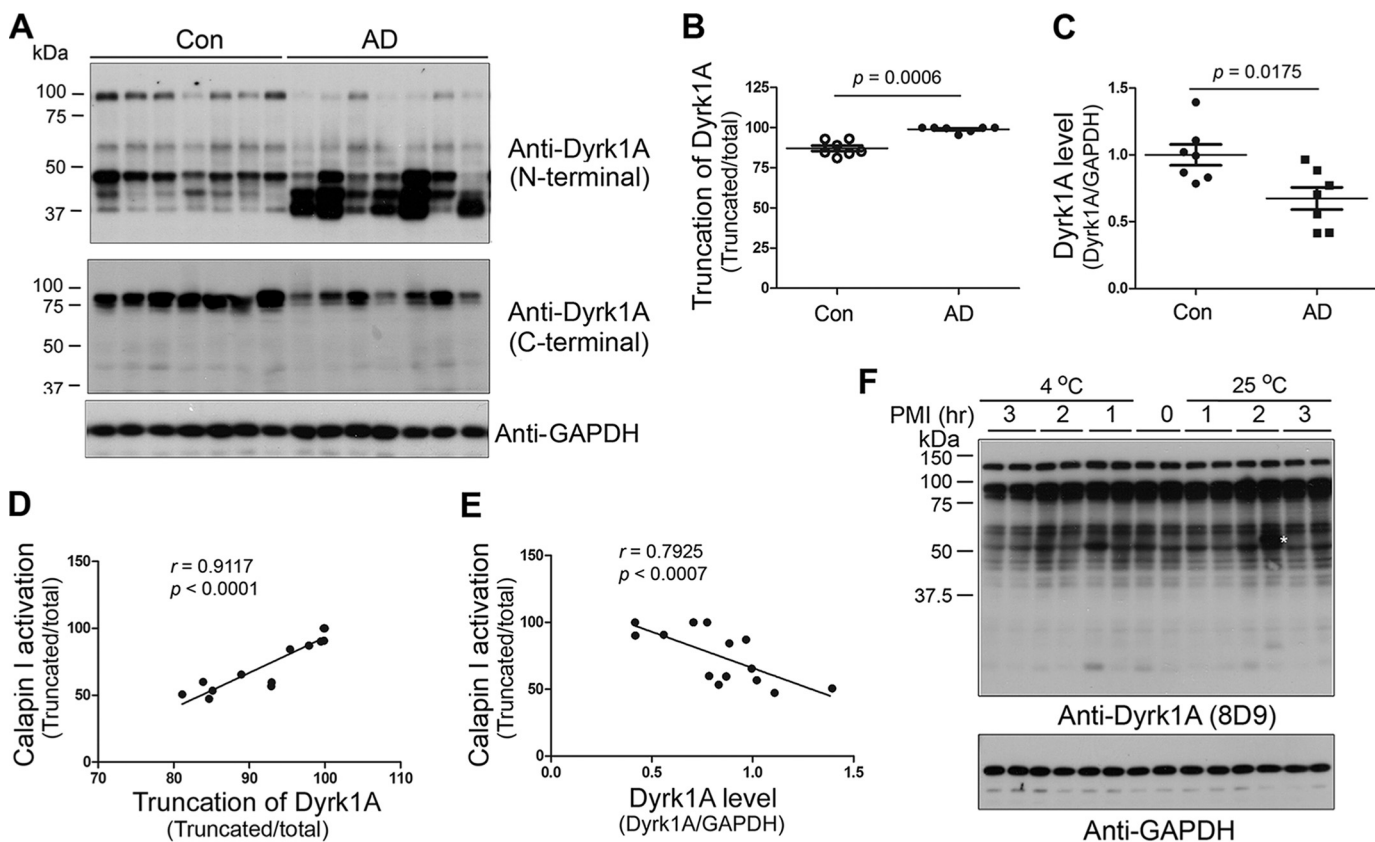 A
kDa
Con AD
100
75
50
37
Anti-Dyrk1A
(N-terminal)
100
75
50
37
Anti-Dyrk1A
(C-terminal)
Anti-GAPDH
B
Truncation of Dyrk1A
(Truncated/total)
p = 0.0006
125
100
75
50
25
0
Con AD
C
Dyrk1A level
(Dyrk1A/GAPDH)
p = 0.0175
1.5
1.0
0.5
0.0
Con AD
D
Calapin I activation
(Truncated/total)
r = 0.9117
p < 0.0001
150
100
50
0
70 80 90 100 110
Truncation of Dyrk1A
(Truncated/total)
E
Calapin I activation
(Truncated/total)
r = 0.7925
p < 0.0007
150
100
50
0
0.0 0.5 1.0 1.5
Dyrk1A level
(Dyrk1A/GAPDH)
F
4 °C 25 °C
PMI (hr) 3 2 1 0 1 2 3
kDa
150
100
75
50
37.5
*
Anti-Dyrk1A (8D9)
Anti-GAPDH